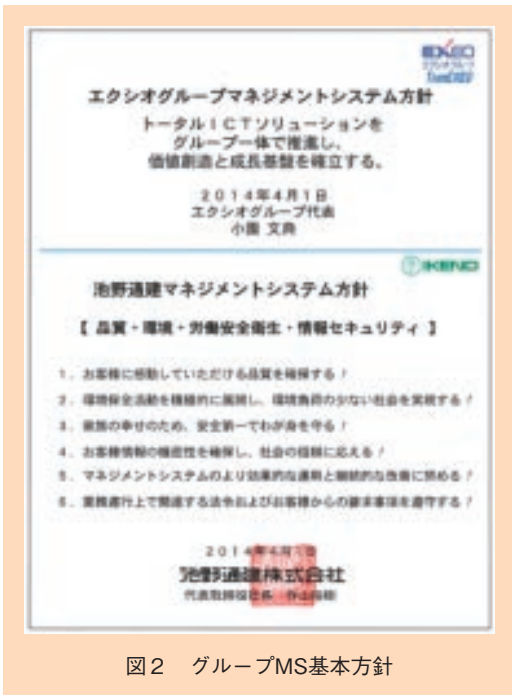 EXEO
エクシオグループ
TeamEXEO
エクシオグループマネジメントシステム方針
トータルICTソリューションを
グループ一体で推進し、
価値創造と成長基盤を確立する。
2014年4月1日
エクシオグループ代表
小園 文典
IKENO
池野通建マネジメントシステム方針
【 品質・環境・労働安全衛生・情報セキュリティ 】
1．お客様に感動していただける品質を確保する！
2．環境保全活動を積極的に展開し、環境負荷の少ない社会を実現する！
3．家族の幸せのため、安全第一でわが身を守る！
4．お客様情報の機密性を確保し、社会の信頼に応える！
5．マネジメントシステムのより効果的な運用と継続的な改善に努める！
6．業務遂行上で関連する法令およびお客様からの要求事項を遵守する！
2014年4月1日
池野通建株式会社
代表取締役社長
図2　グループMS基本方針